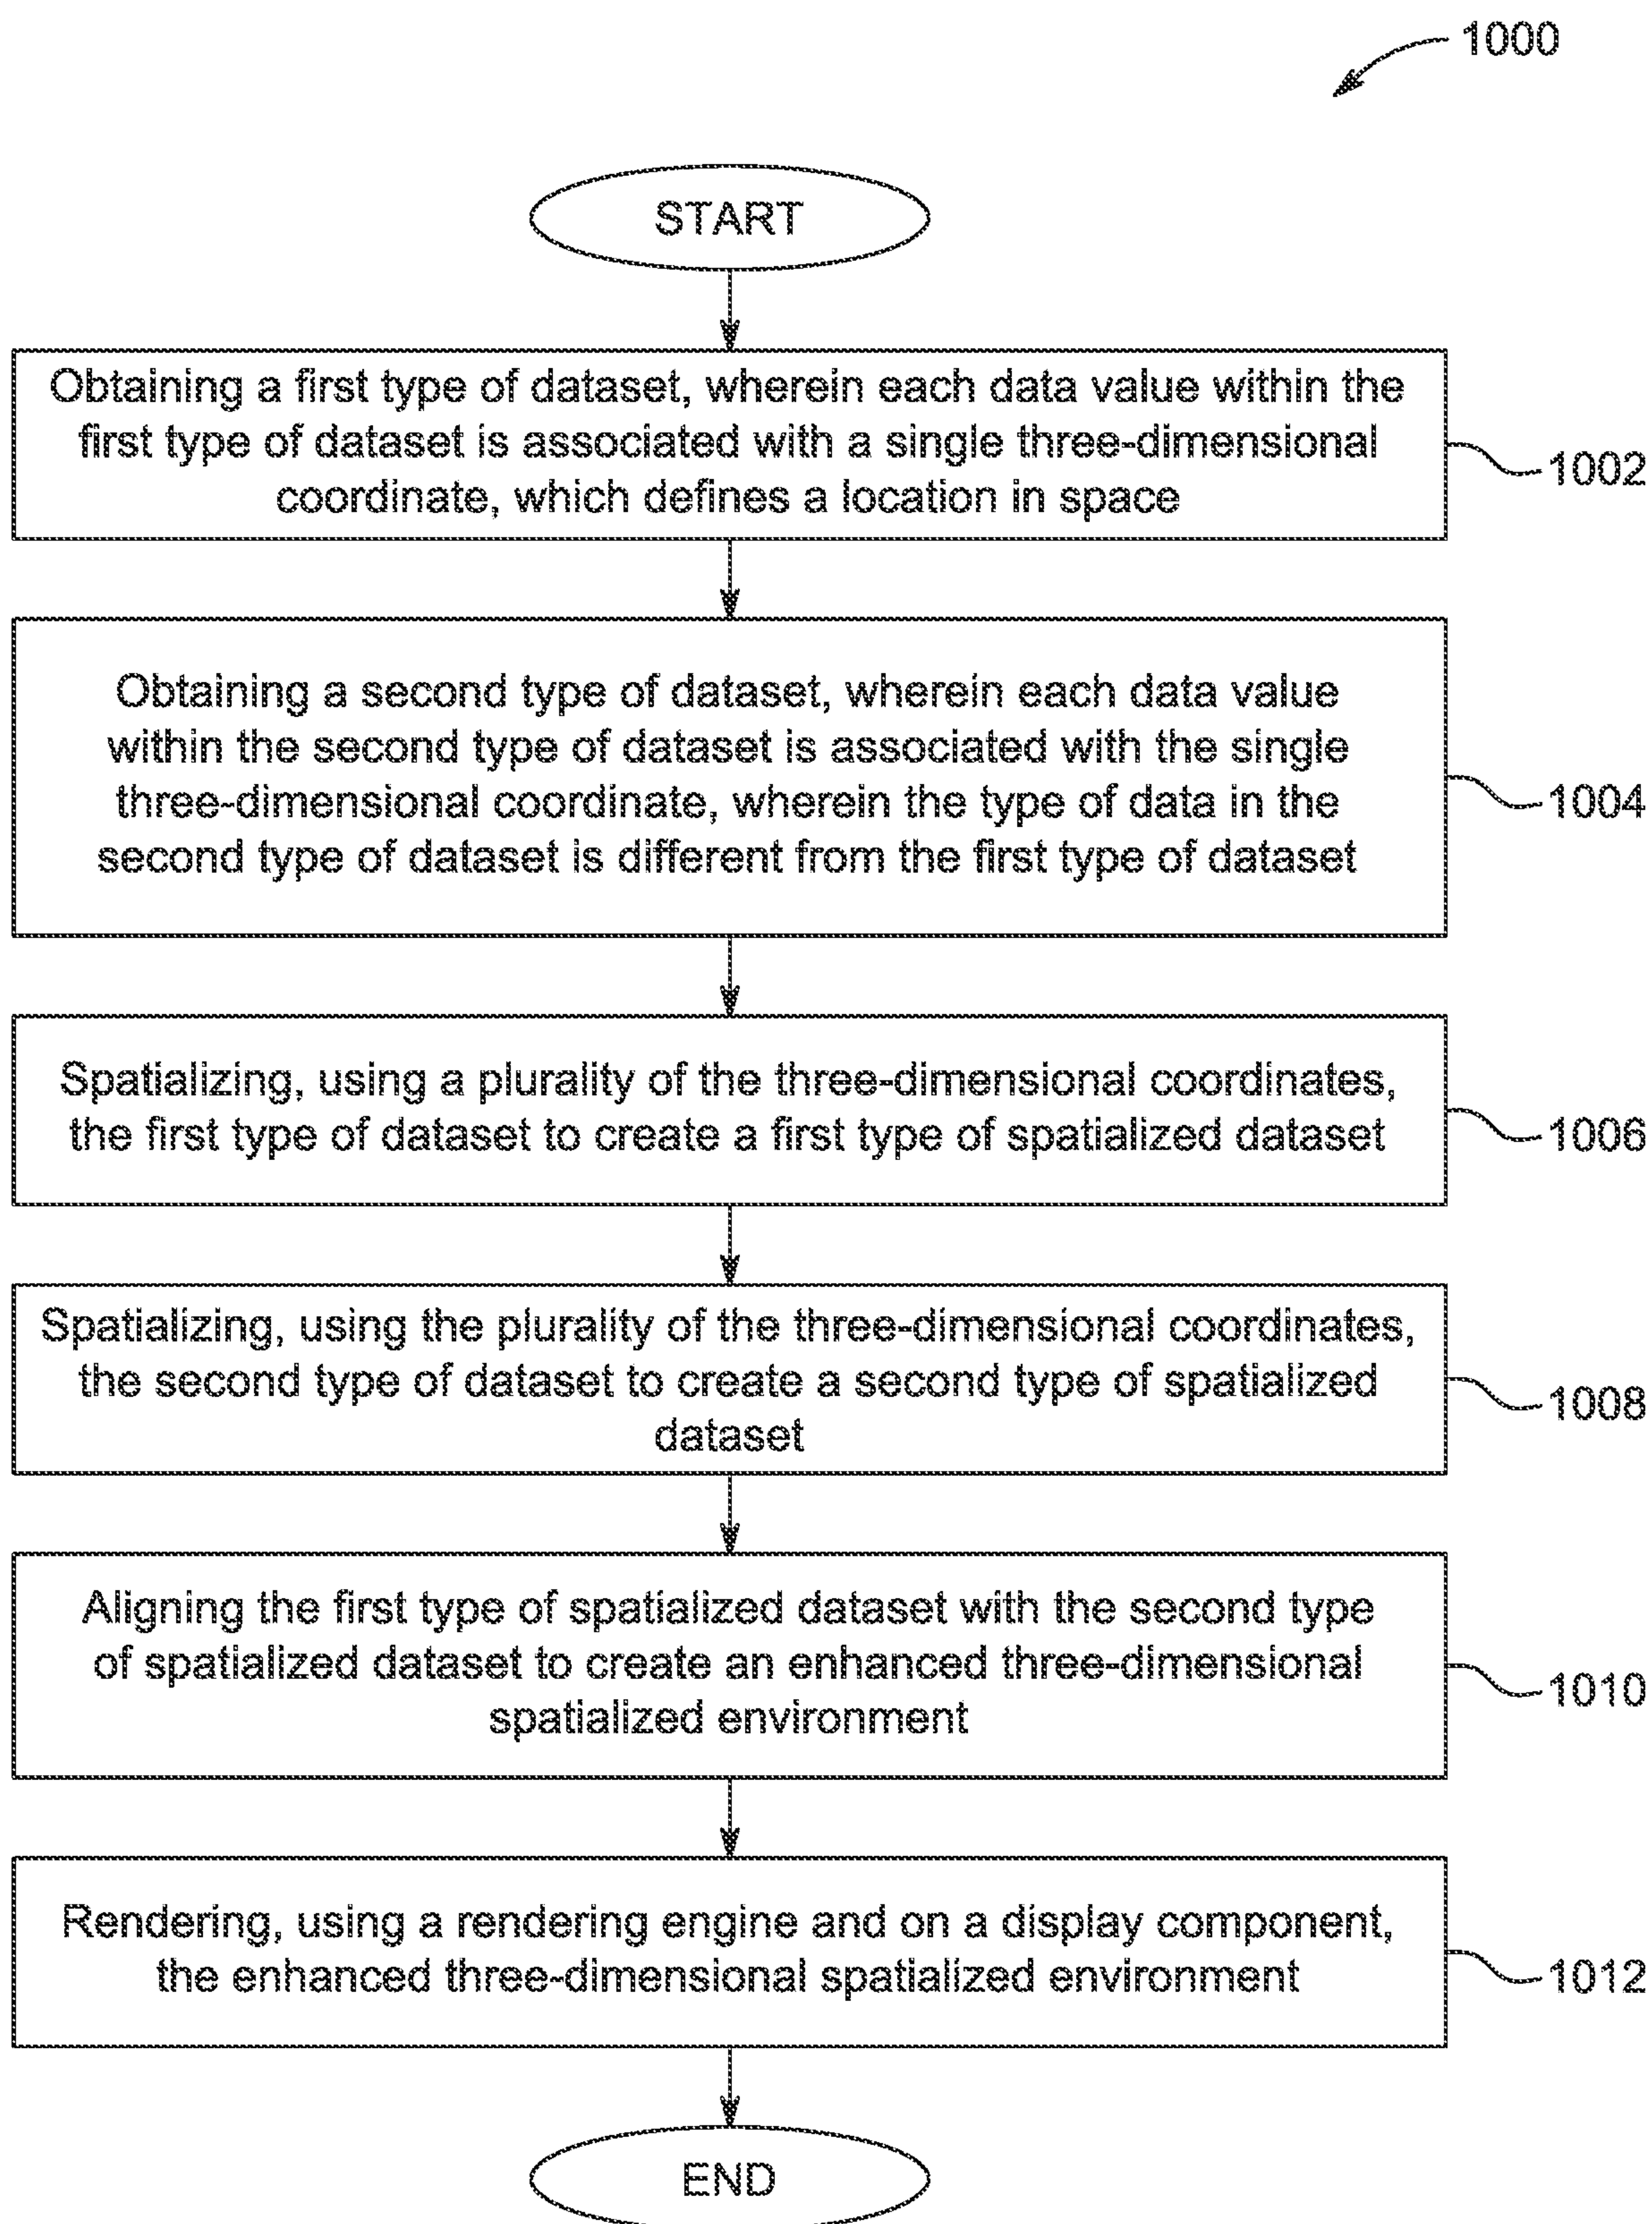 1000
START
Obtaining a first type of dataset, wherein each data value within the
first type of dataset is associated with a single three-dimensional
coordinate, which defines a location in space
1002
Obtaining a second type of dataset, wherein each data value
within the second type of dataset is associated with the single
three-dimensional coordinate, wherein the type of data in the
second type of dataset is different from the first type of dataset
1004
Spatializing, using a plurality of the three-dimensional coordinates,
the first type of dataset to create a first type of spatialized dataset
1006
Spatializing, using the plurality of the three-dimensional coordinates,
the second type of dataset to create a second type of spatialized
dataset
1008
Aligning the first type of spatialized dataset with the second type
of spatialized dataset to create an enhanced three-dimensional
spatialized environment
1010
Rendering, using a rendering engine and on a display component,
the enhanced three-dimensional spatialized environment
1012
END